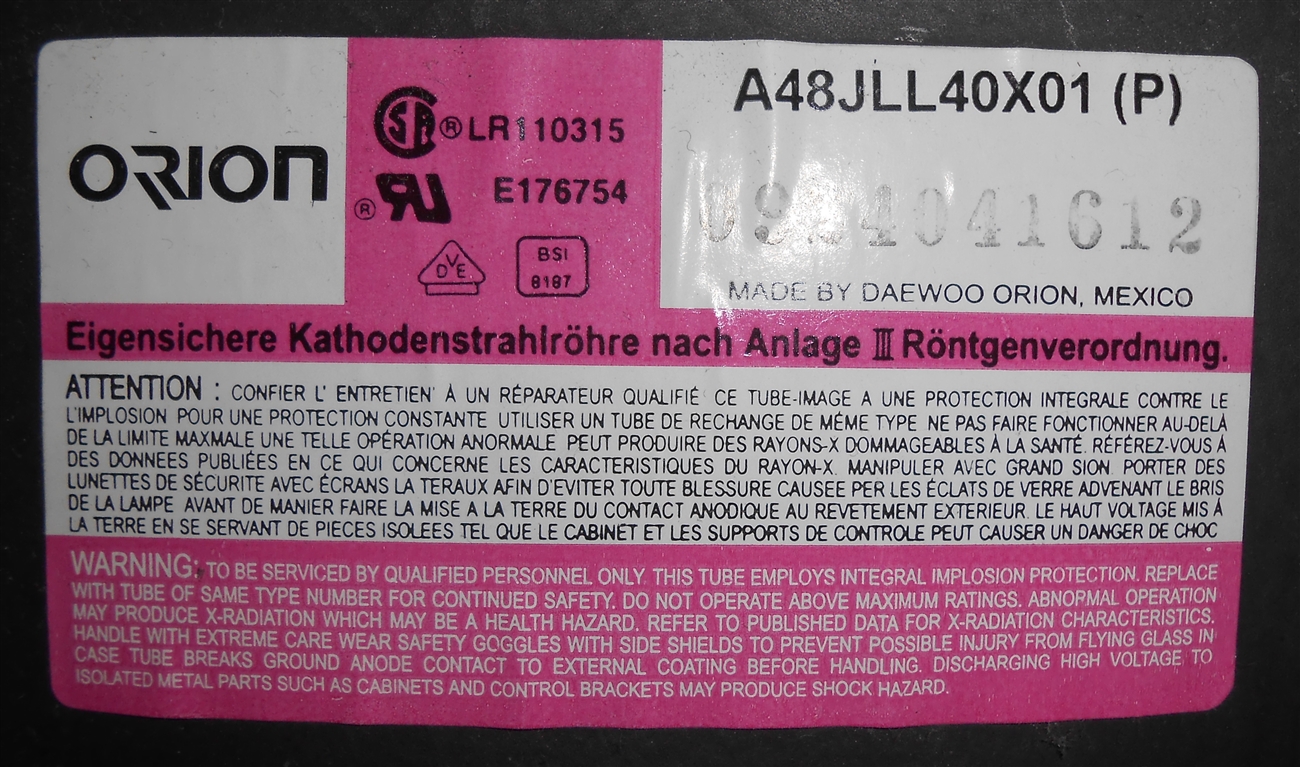 ORION
CSA ® LR110315
® UR E176754
VDE
BSI
8187
A48JLL40X01 (P)
MADE BY DAEWOO ORION, MEXICO
Eigensichere Kathodenstrahlröhre nach Anlage III Röntgenverordnung.
ATTENTION : CONFIER L' ENTRETIEN' À UN RÉPARATEUR QUALIFIÉ CE TUBE-IMAGE A UNE PROTECTION INTEGRALE CONTRE LE
L'IMPLOSION POUR UNE PROTECTION CONSTANTE UTILISER UN TUBE DE RECHANGE DE MÉME TYPE NE PAS FAIRE FONCTIONNER AU-DELÀ
DE LA LIMITE MAXMALE UNE TELLE OPÉRATION ANORMALE PEUT PRODUIRE DES RAYONS-X DOMMAGEABLES À LA SANTÉ. RÉFÉREZ-VOUS À
DES DONNEES PUBLIÉES EN CE QUI CONCERNE LES CARACTERISTIQUES DU RAYON-X. MANIPULER AVEC GRAND SION PORTER DES
LUNETTES DE SÉCURITE AVEC ÉCRANS LA TERAUX AFIN D'EVITER TOUTE BLESSURE CAUSEE PER LES ÉCLATS DE VERRE ADVENANT LE BRIS
DE LA LAMPE AVANT DE MANIER FAIRE LA MISE A LA TERRE DU CONTACT ANODIQUE AU REVETEMENT EXTERIEUR. LE HAUT VOLTAGE MIS À
LA TERRE EN SE SERVANT DE PIECES ISOLEES TEL QUE LE CABINET ET LES SUPPORTS DE CONTROLE PEUT CAUSER UN DANGER DE CHOC
WARNING: TO BE SERVICED BY QUALIFIED PERSONNEL ONLY. THIS TUBE EMPLOYS INTEGRAL IMPLOSION PROTECTION. REPLACE
WITH TUBE OF SAME TYPE NUMBER FOR CONTINUED SAFETY. DO NOT OPERATE ABOVE MAXIMUM RATINGS. ABNORMAL OPERATION
MAY PRODUCE X-RADIATION WHICH MAY BE A HEALTH HAZARD. REFER TO PUBLISHED DATA FOR X-RADIATION CHARACTERISTICS.
HANDLE WITH EXTREME CARE WEAR SAFETY GOGGLES WITH SIDE SHIELDS TO PREVENT POSSIBLE INJURY FROM FLYING GLASS IN
CASE TUBE BREAKS GROUND ANODE CONTACT TO EXTERNAL COATING BEFORE HANDLING. DISCHARGING HIGH VOLTAGE TO
ISOLATED METAL PARTS SUCH AS CABINETS AND CONTROL BRACKETS MAY PRODUCE SHOCK HAZARD.